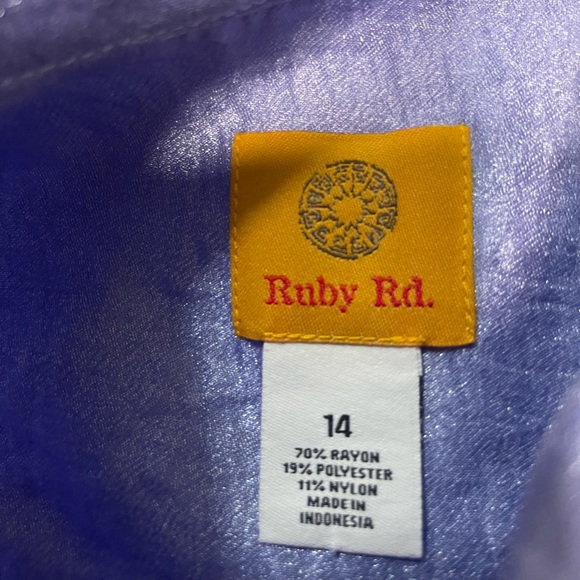 Ruby Rd.
14
70% RAYON
19% POLYESTER
11% NYLON
MADE IN
INDONESIA